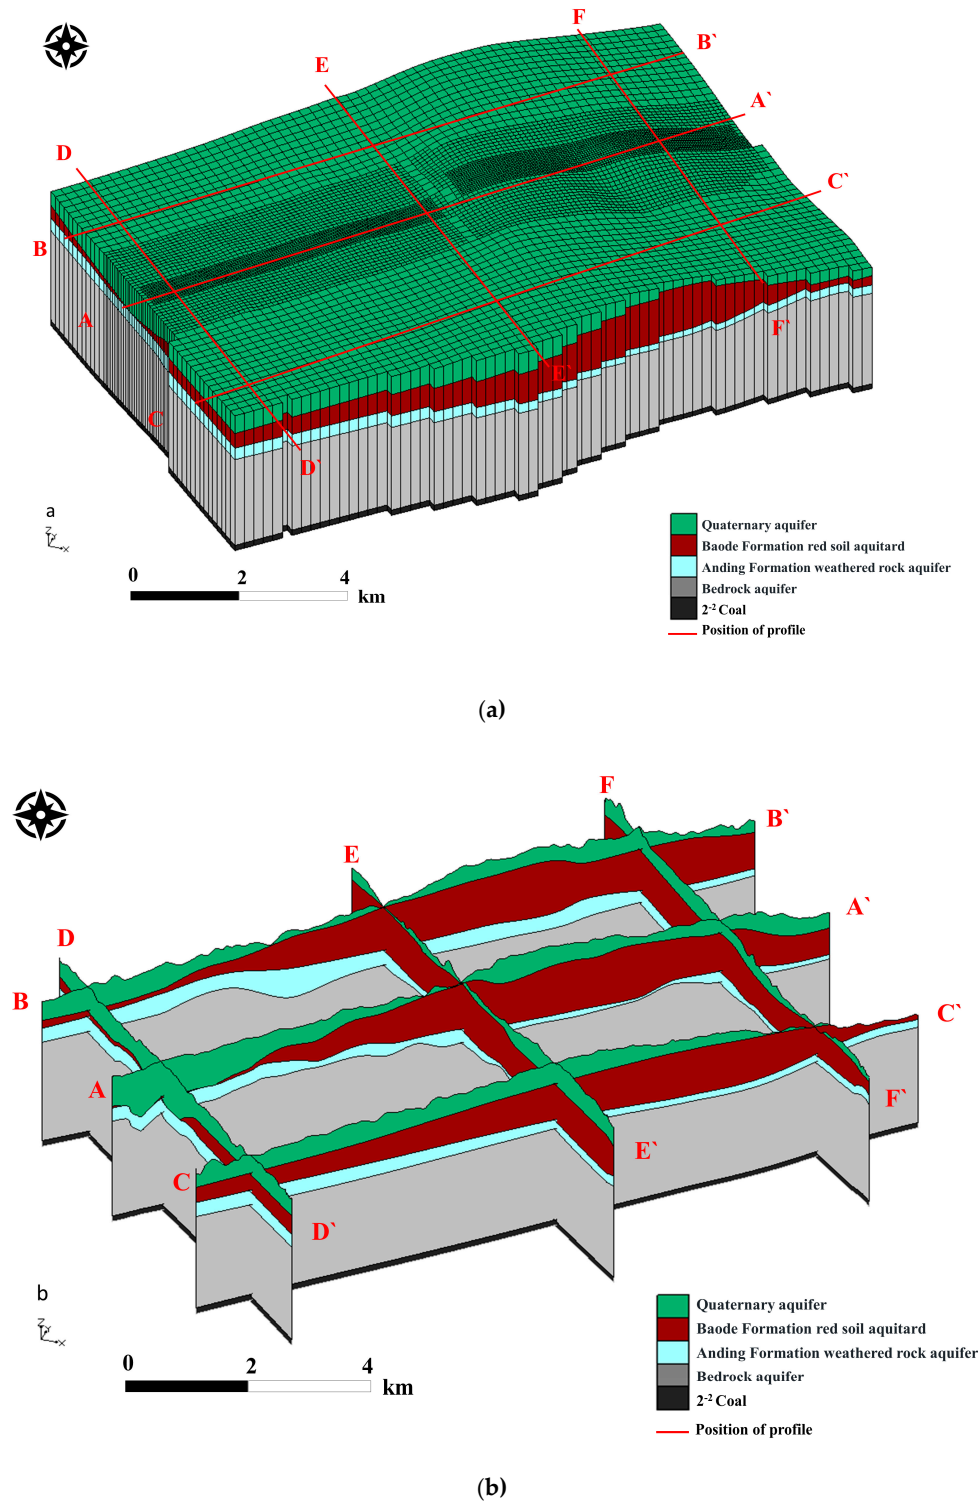 F
B`
E
A`
D
C`
B
A
F`
E`
C
D`
a
Z
Y
X
0 2 4
km
Quaternary aquifer
Baode Formation red soil aquitard
Anding Formation weathered rock aquifer
Bedrock aquifer
2-2 Coal
Position of profile
(a)
F
B`
E
A`
D
B
C`
A
F`
E`
C
D`
b
Z
Y
X
0 2 4
km
Quaternary aquifer
Baode Formation red soil aquitard
Anding Formation weathered rock aquifer
Bedrock aquifer
2-2 Coal
Position of profile
(b)